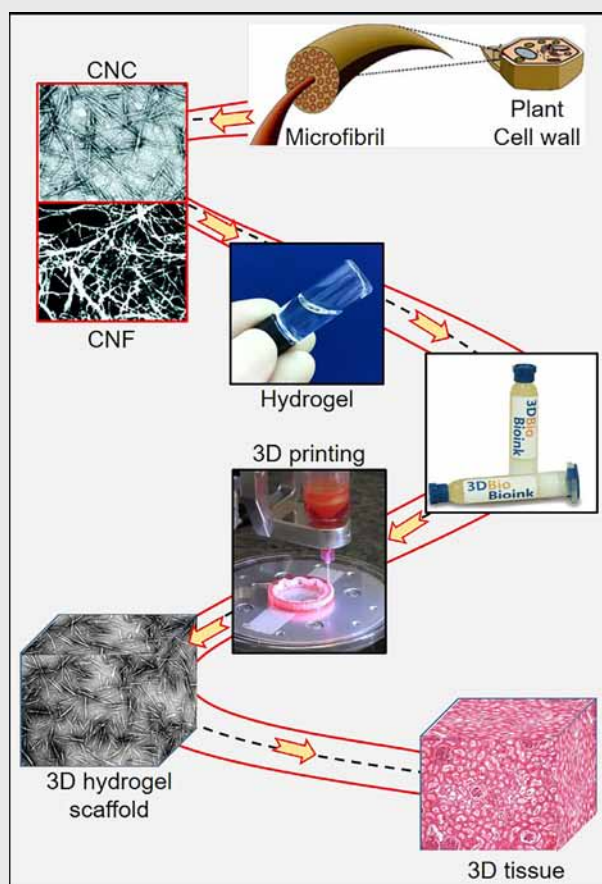 CNC
Microfibril
Plant
Cell wall
CNF
Hydrogel
3DBio
Bioink
3DBio
Bioink
3D printing
3D hydrogel
scaffold
3D tissue